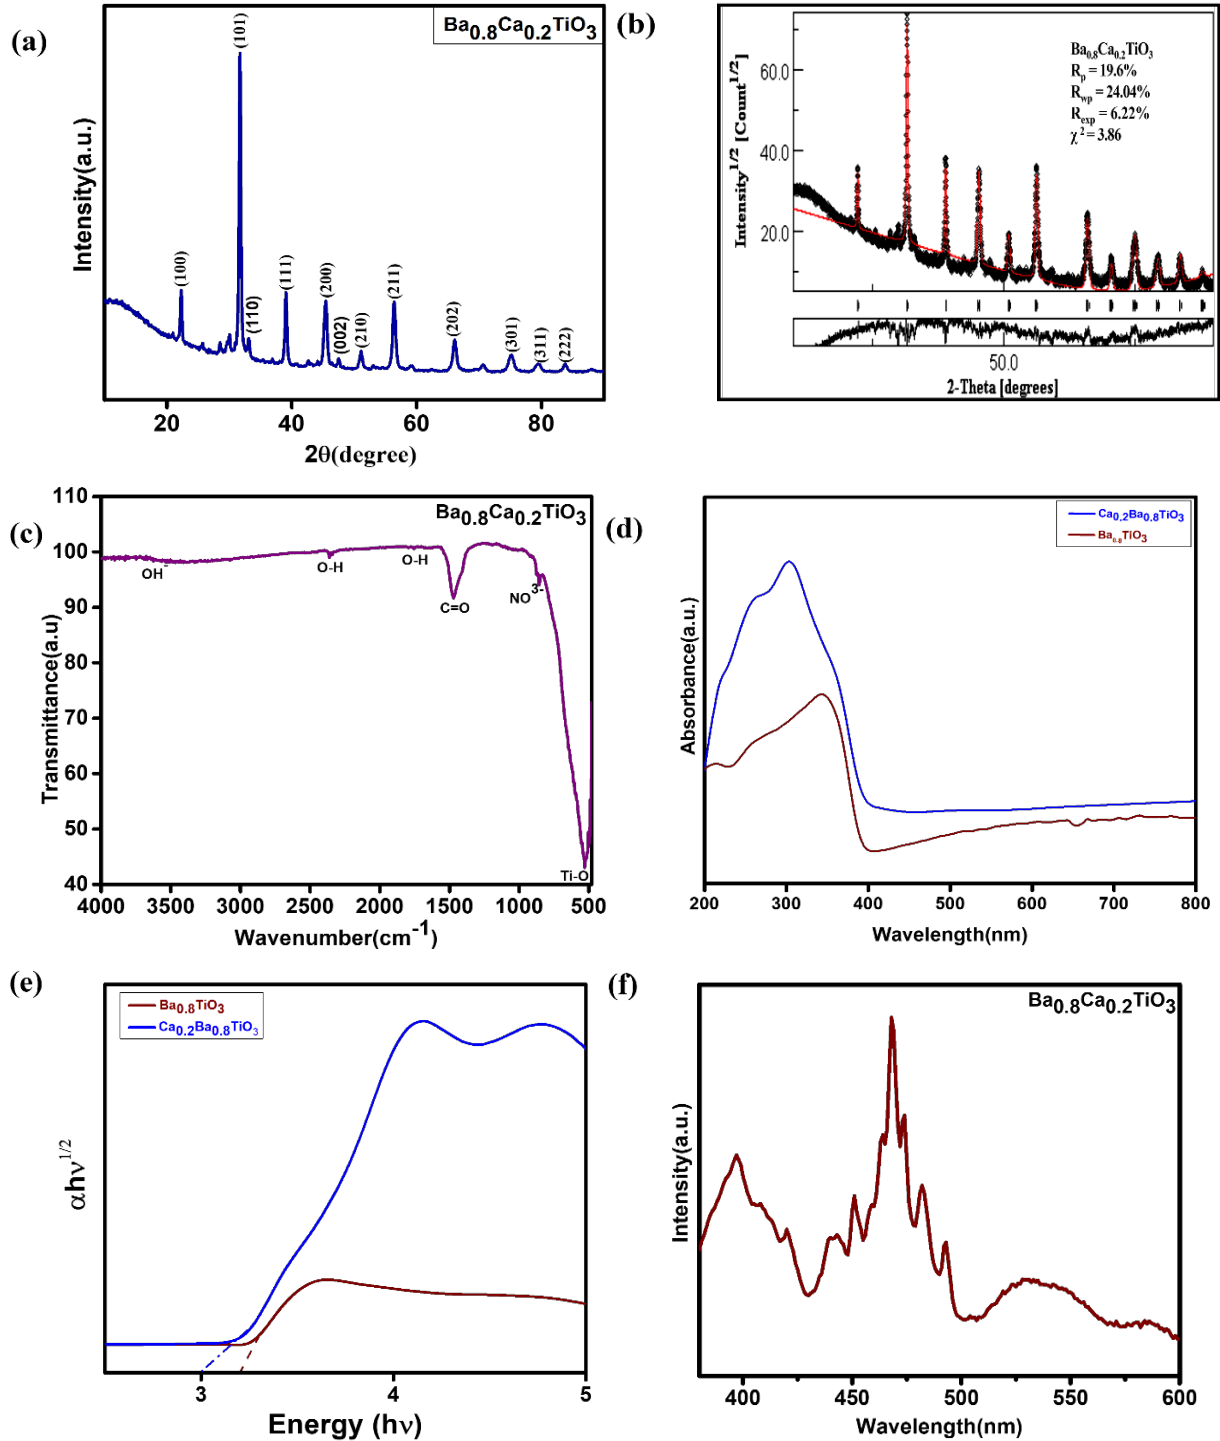 (a)
Ba0.8Ca0.2TiO3
(101)
(100)
(110)
(111)
(200)
(002)
(210)
(211)
(202)
(301)
(311)
(222)
Intensity(a.u.)
20 40 60 80
2θ(degree)
(b)
Ba0.8Ca0.2TiO3
Rp = 19.6%
Rwp = 24.04%
Rexp = 6.22%
χ2 = 3.86
Intensity1/2 [Count1/2]
60.0
40.0
20.0
50.0
2-Theta [degrees]
(c)
Ba0.8Ca0.2TiO3
110
100
90
80
70
60
50
40
Transmittance(a.u)
OH-
O-H
O-H
C=O
NO3-
Ti-O
4000 3500 3000 2500 2000 1500 1000 500
Wavenumber(cm-1)
(d)
Ca0.2Ba0.8TiO3
Ba0.8TiO3
Absorbance(a.u.)
200 300 400 500 600 700 800
Wavelength(nm)
(e)
Ba0.8TiO3
Ca0.2Ba0.8TiO3
αhν1/2
3 4 5
Energy (hν)
(f)
Ba0.8Ca0.2TiO3
Intensity(a.u.)
400 450 500 550 600
Wavelength(nm)